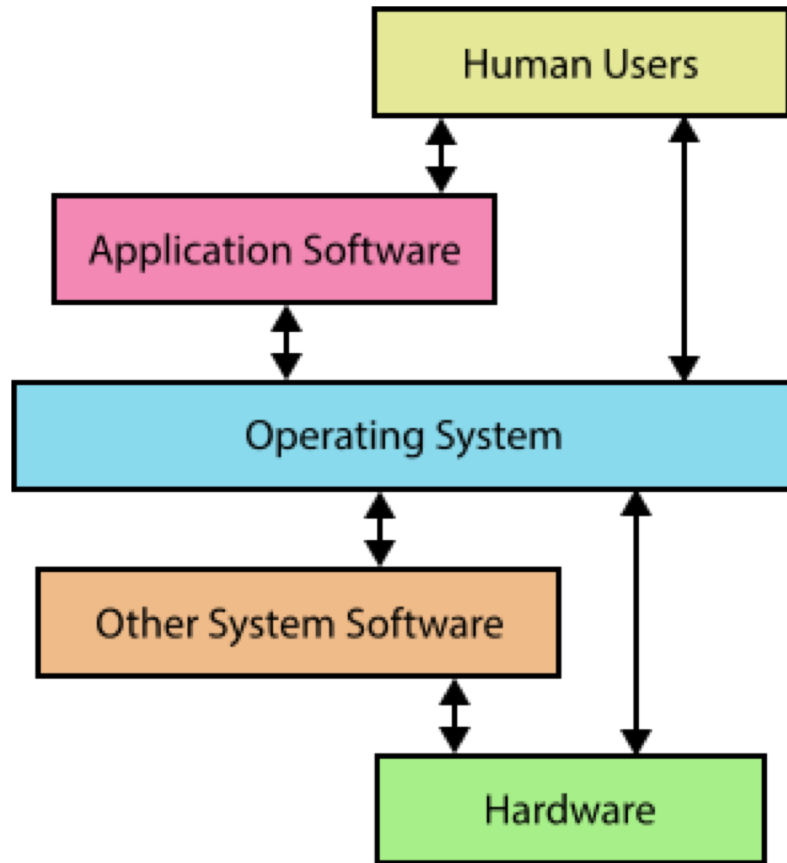 Human Users
Application Software
Operating System
Other System Software
Hardware